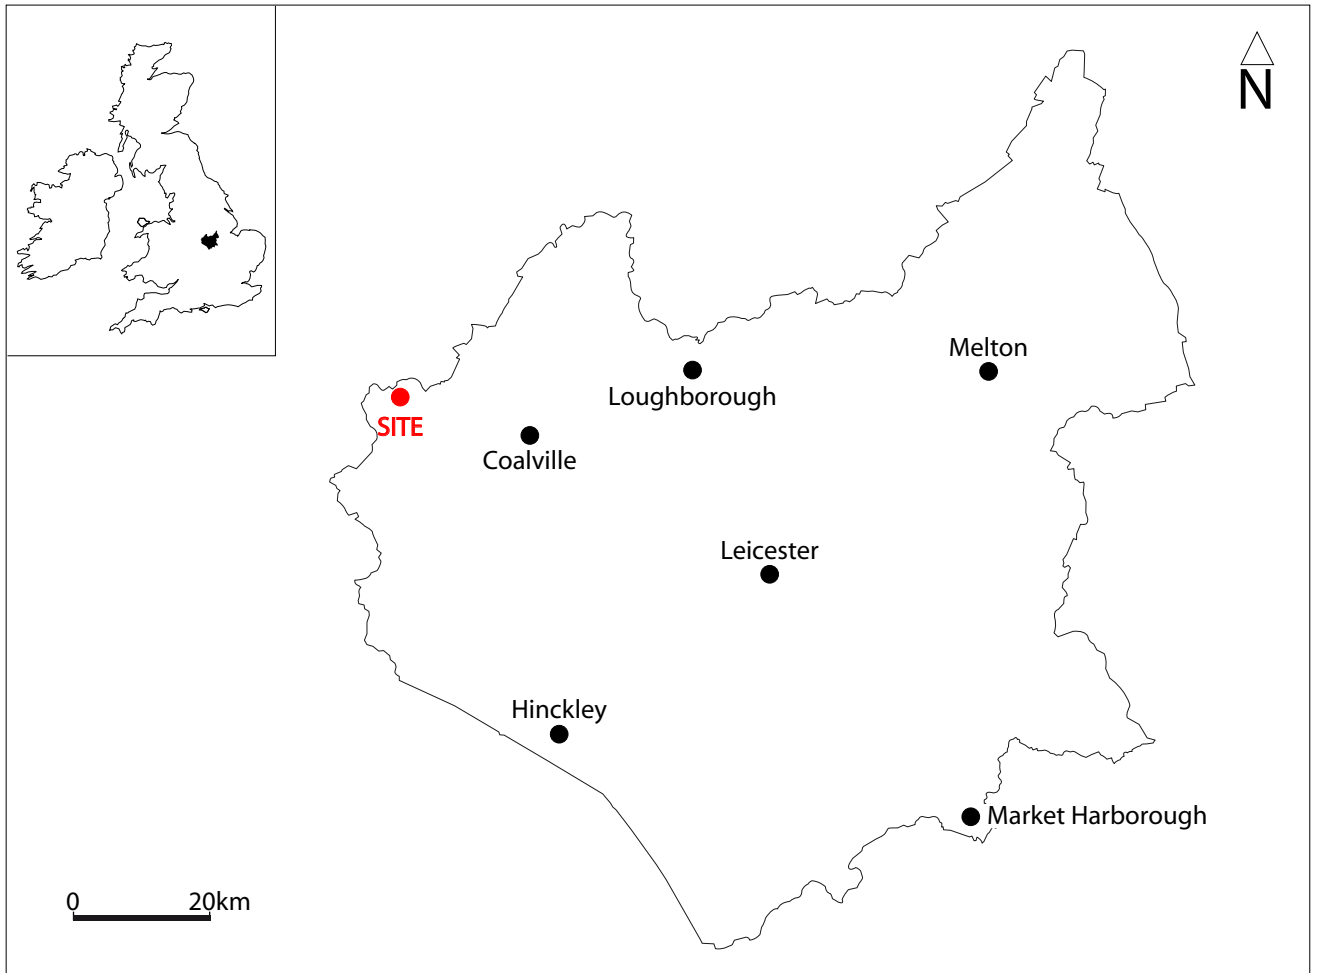 N
Melton
Loughborough
SITE
Coalville
Leicester
Hinckley
Market Harborough
0 20km